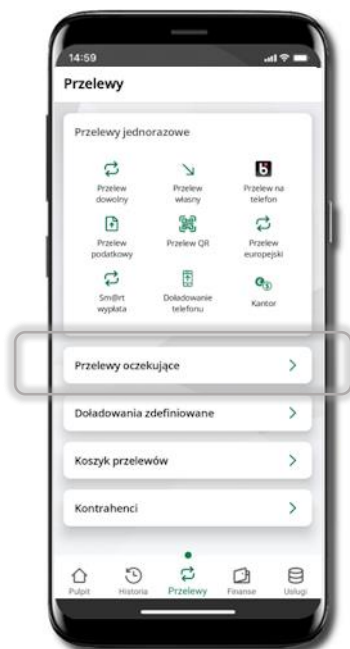 14:59
Przelewy
Przelewy jednorazowe
Przelew
dowolny
Przelew
własny
Przelew na
telefon
Przelew
podatkowy
Przelew QR
Przelew
europejski
Sm@rt
wypłata
Doładowanie
telefonu
Kantor
Przelewy oczekujące
Doładowania zdefiniowane
Koszyk przelewów
Kontrahenci
Pulpit
Historia
Przelewy
Finanse
Usługi